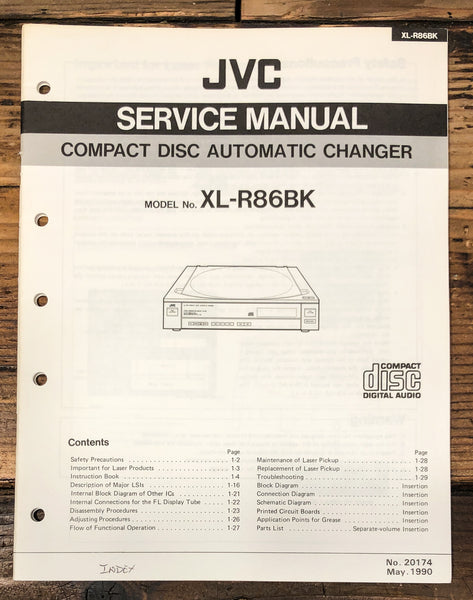 XL-R86BK
JVC
SERVICE MANUAL
COMPACT DISC AUTOMATIC CHANGER
MODEL No. XL-R86BK
JVC
COMPACT
disc
DIGITAL AUDIO
Contents
Page
Safety Precautions 1-2
Important for Laser Products 1-3
Instruction Book 1-4
Description of Major LSIs 1-16
Internal Block Diagram of Other ICs 1-21
Internal Connections for the FL Display Tube 1-22
Disassembly Procedures 1-23
Adjusting Procedures 1-26
Flow of Functional Operation 1-27
Page
Maintenance of Laser Pickup 1-28
Replacement of Laser Pickup 1-28
Troubleshooting 1-29
Block Diagram Insertion
Connection Diagram Insertion
Schematic Diagram Insertion
Printed Circuit Boards Insertion
Application Points for Grease Insertion
Parts List Separate-volume Insertion
INDEX
No. 20174
May. 1990